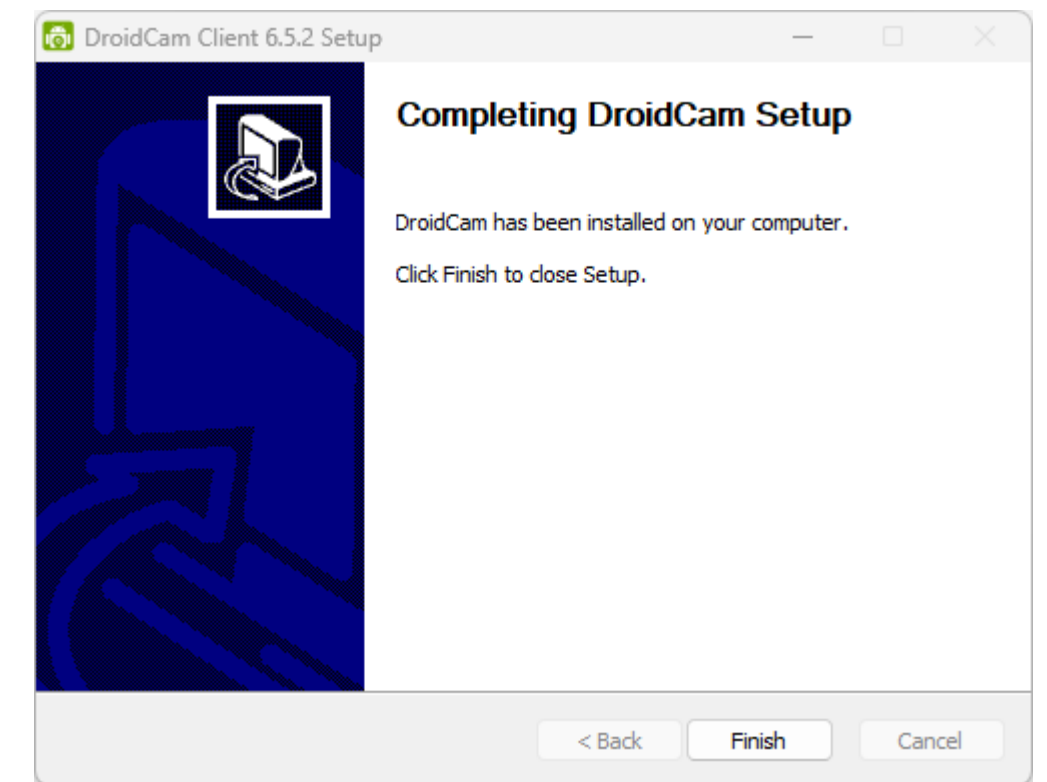 DroidCam Client 6.5.2 Setup
Completing DroidCam Setup
DroidCam has been installed on your computer.
Click Finish to close Setup.
< Back
Finish
Cancel